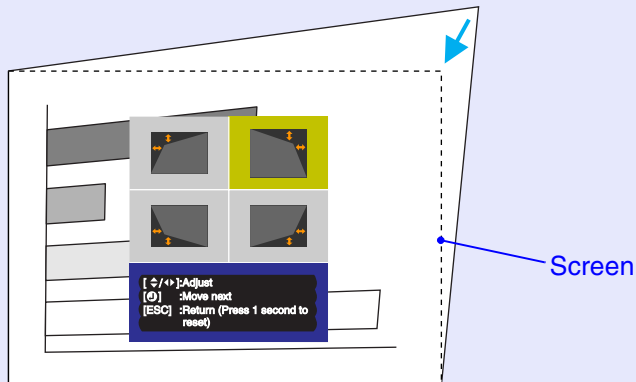 Screen
[ /  ]:Adjust
[ ] :Move next
[ESC] :Return (Press 1 second to
reset)